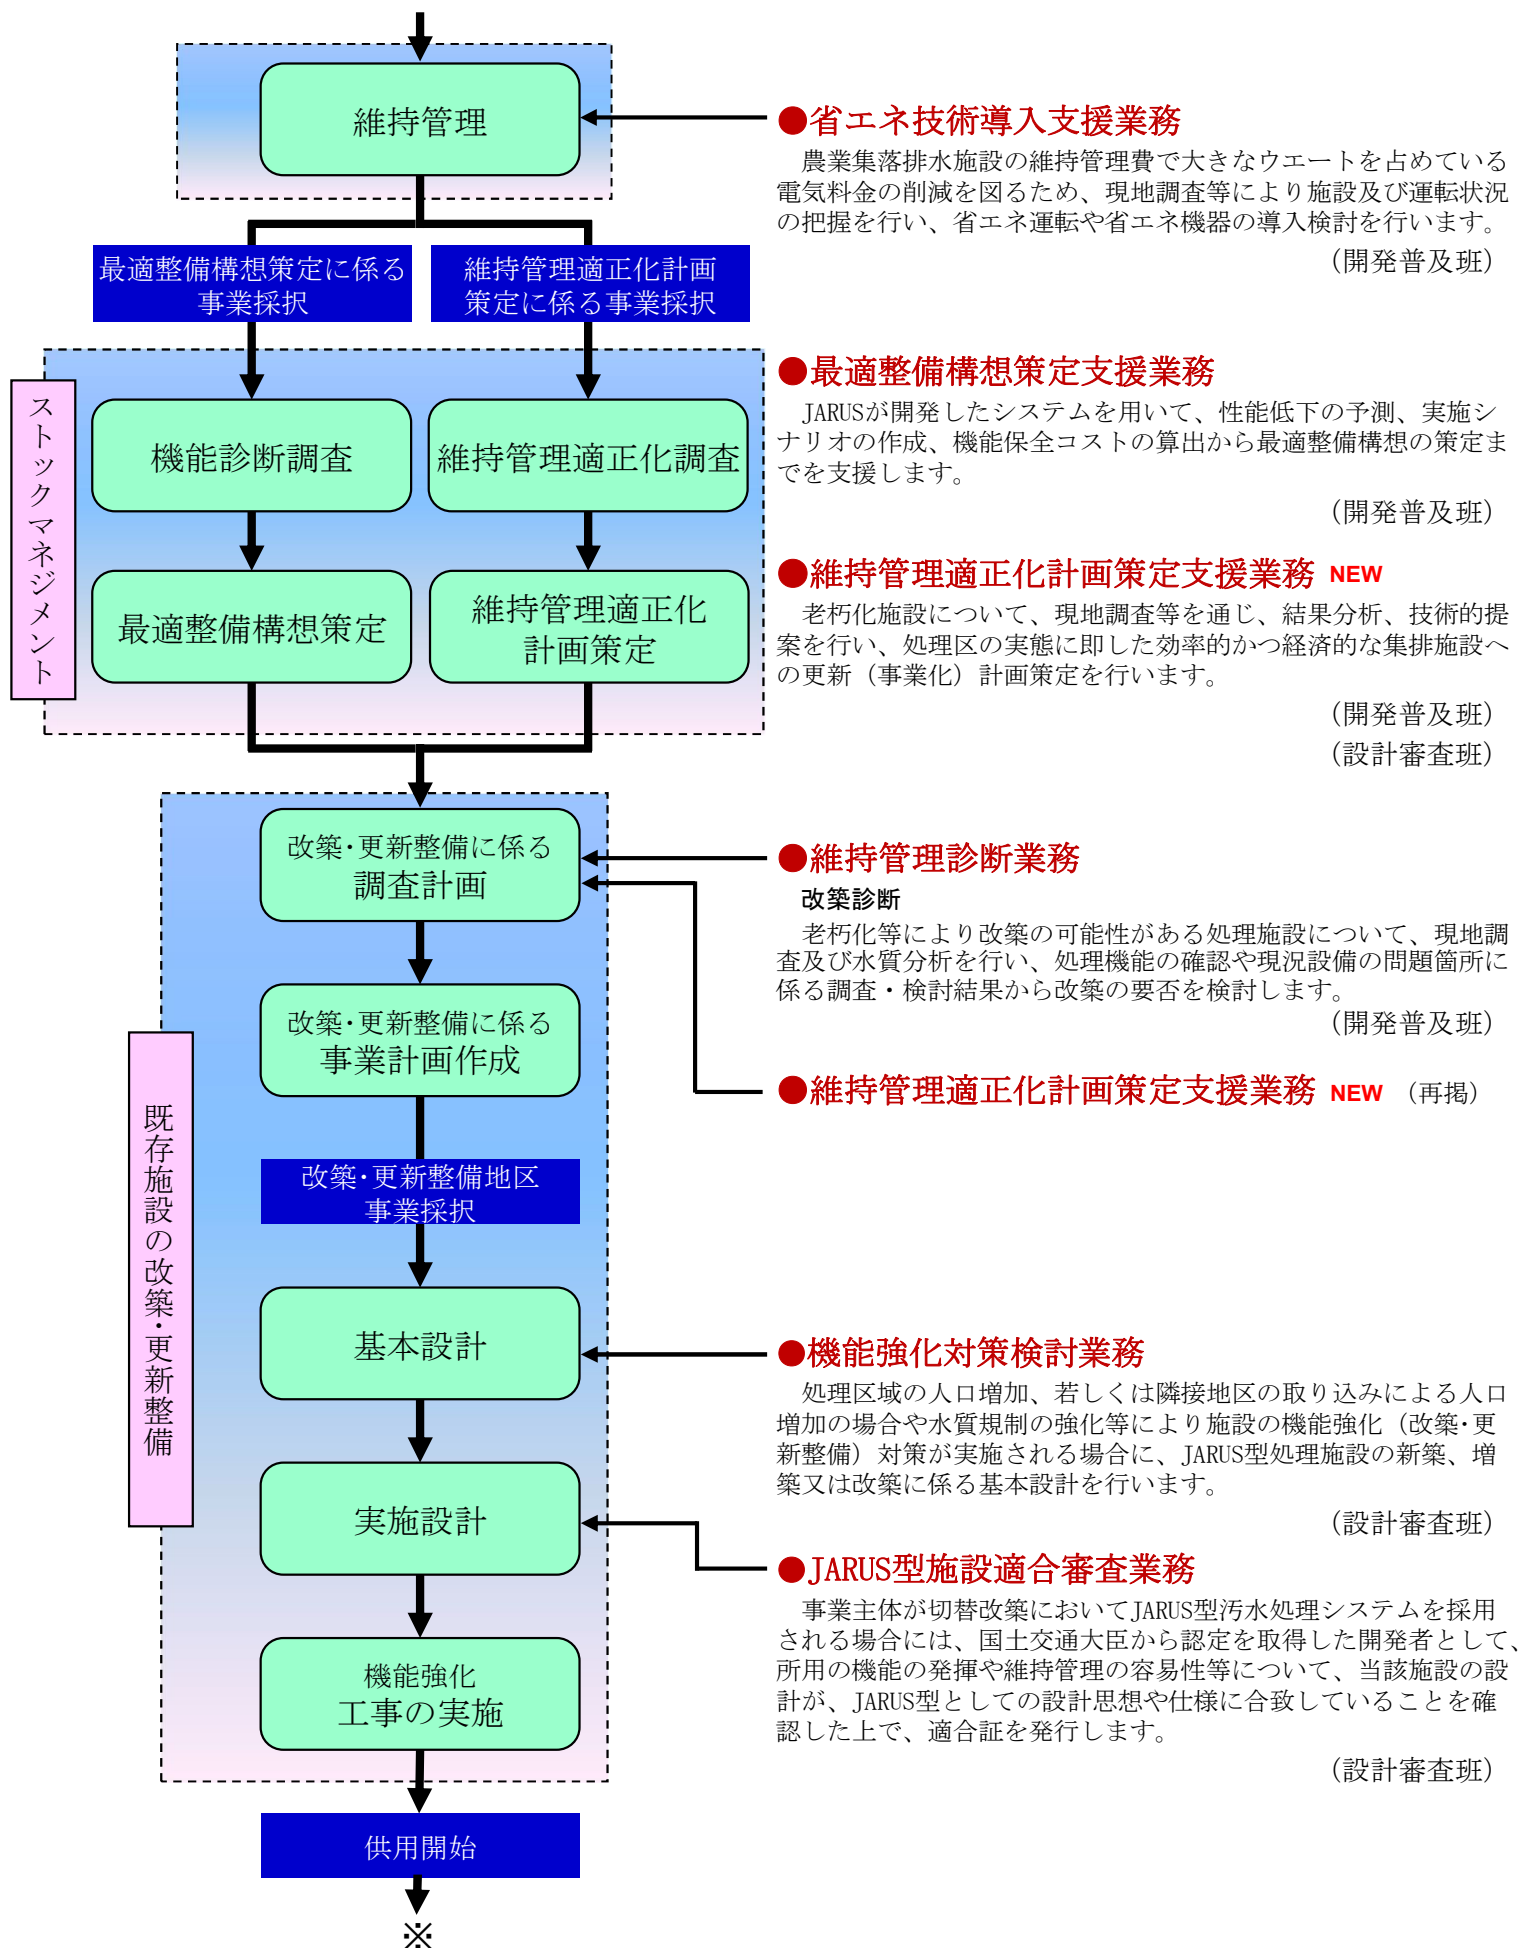 維持管理
●省エネ技術導入支援業務
農業集落排水施設の維持管理費で大きなウエートを占めている
電気料金の削減を図るため、現地調査等により施設及び運転状況
の把握を行い、省エネ運転や省エネ機器の導入検討を行います。
（開発普及班）
最適整備構想策定に係る
事業採択
維持管理適正化計画
策定に係る事業採択
ストックマネジメント
機能診断調査
維持管理適正化調査
最適整備構想策定
維持管理適正化
計画策定
●最適整備構想策定支援業務
JARUSが開発したシステムを用いて、性能低下の予測、実施シ
ナリオの作成、機能保全コストの算出から最適整備構想の策定ま
でを支援します。
（開発普及班）
●維持管理適正化計画策定支援業務 NEW
老朽化施設について、現地調査等を通じ、結果分析、技術的提
案を行い、処理区の実態に即した効率的かつ経済的な集排施設へ
の更新（事業化）計画策定を行います。
（開発普及班）
（設計審査班）
既存施設の改築・更新整備
改築・更新整備に係る
調査計画
改築・更新整備に係る
事業計画作成
改築・更新整備地区
事業採択
基本設計
実施設計
機能強化
工事の実施
●維持管理診断業務
改築診断
老朽化等により改築の可能性がある処理施設について、現地調
査及び水質分析を行い、処理機能の確認や現況設備の問題箇所に
係る調査・検討結果から改築の要否を検討します。
（開発普及班）
●維持管理適正化計画策定支援業務 NEW （再掲）
●機能強化対策検討業務
処理区域の人口増加、若しくは隣接地区の取り込みによる人口
増加の場合や水質規制の強化等により施設の機能強化（改築・更
新整備）対策が実施される場合に、JARUS型処理施設の新築、増
築又は改築に係る基本設計を行います。
（設計審査班）
●JARUS型施設適合審査業務
事業主体が切替改築においてJARUS型汚水処理システムを採用
される場合には、国土交通大臣から認定を取得した開発者として、
所用の機能の発揮や維持管理の容易性等について、当該施設の設
計が、JARUS型としての設計思想や仕様に合致していることを確
認した上で、適合証を発行します。
（設計審査班）
供用開始
※